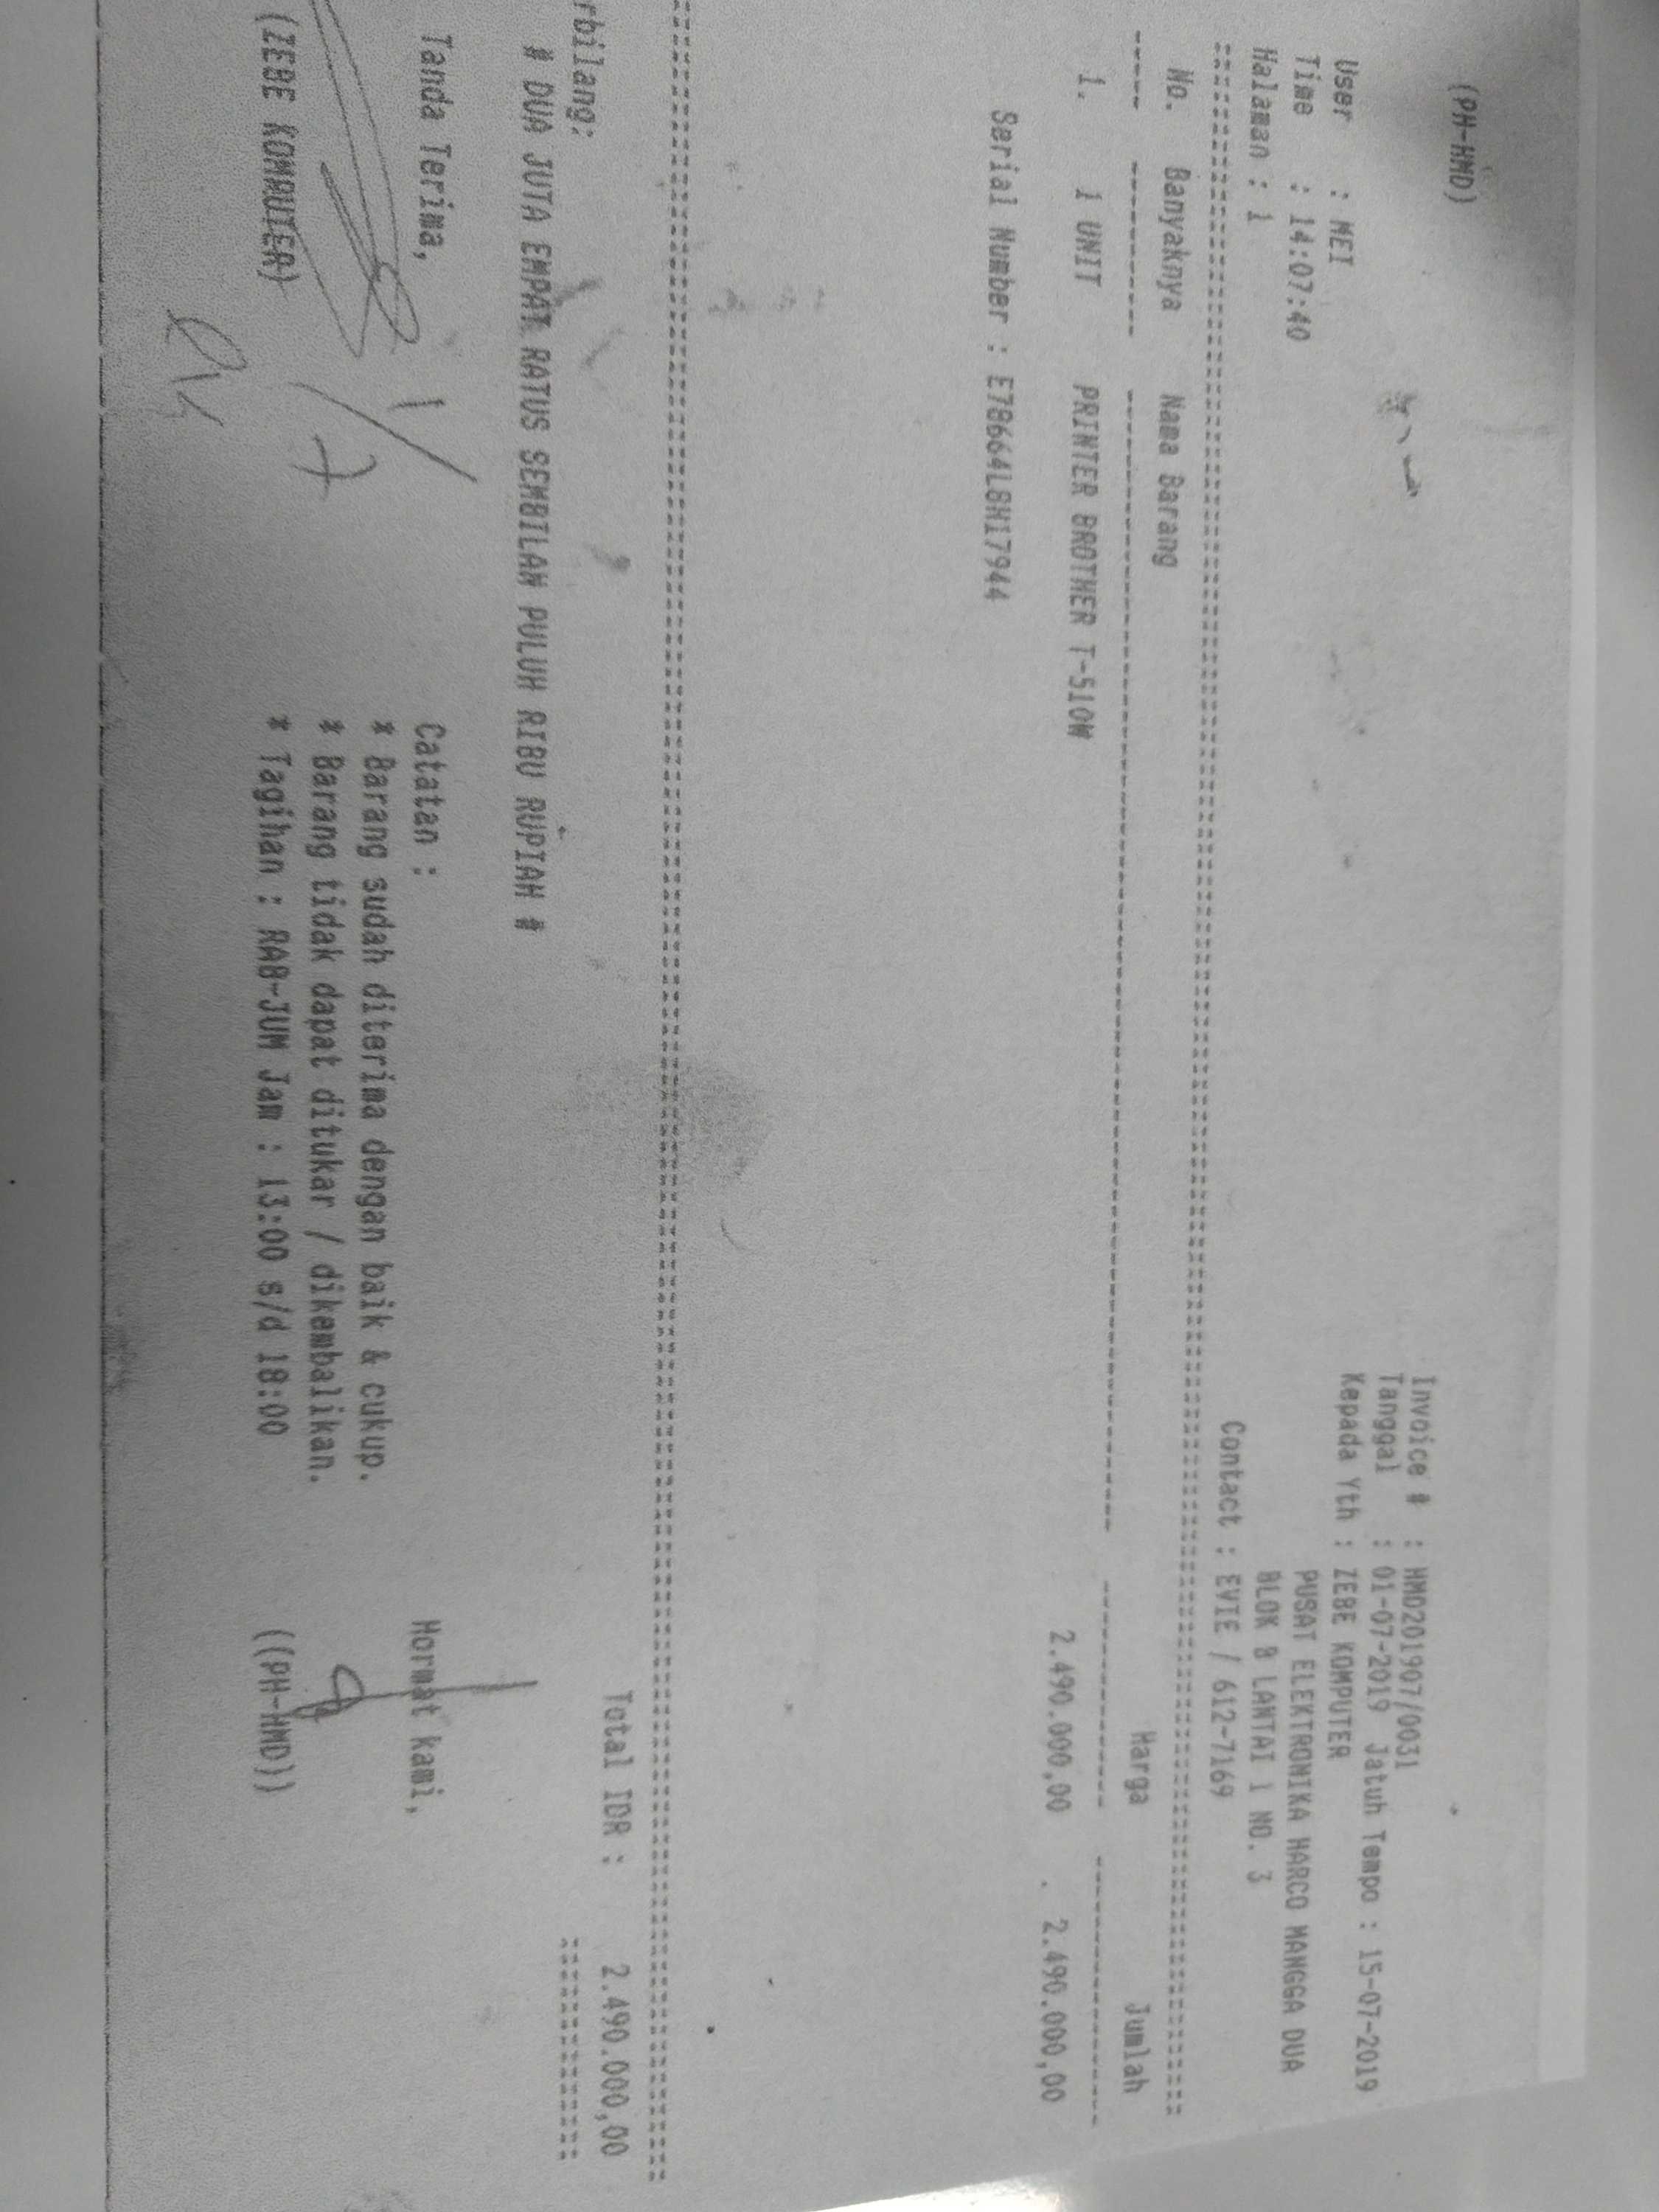 (PH-HMD)
Invoice # : HMD201907/0031
Tanggal : 01-07-2019 Jatuh Tempo : 15-07-2019
User : MEI
Kepada Yth : ZEBE KOMPUTER
Time : 14:07:40
PUSAT ELEKTRONIKA HARCO MANGGA DUA
Halaman : 1
BLOK B LANTAI 1 NO. 3
Contact : EVIE / 612-7169
No. Banyaknya Nama Barang Harga Jumlah
1. 1 UNIT PRINTER BROTHER T-510W 2.490.000,00 2.490.000,00
Serial Number : E78664L8H17944
Total IDR : 2.490.000,00
rbilang:
# DUA JUTA EMPAT RATUS SEMBILAN PULUH RIBU RUPIAH #
Tanda Terima, Catatan : Hormat kami,
* Barang sudah diterima dengan baik & cukup.
* Barang tidak dapat ditukar / dikembalikan.
(ZEBE KOMPUTER) * Tagihan : RAB-JUM Jam : 13:00 s/d 18:00 ((PH-HMD))
1/7